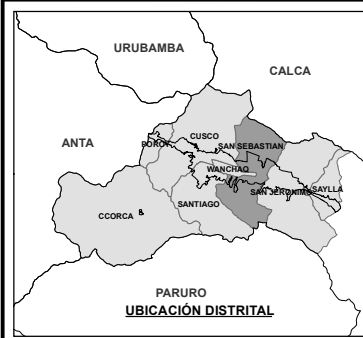 URUBAMBA
CALCA
ANTA
CUSCO
POROY
SAN SEBASTIAN
WANCHAQ
SAN JERONIMO
SAYLLA
CCORCA
SANTIAGO
PARURO
UBICACIÓN DISTRITAL